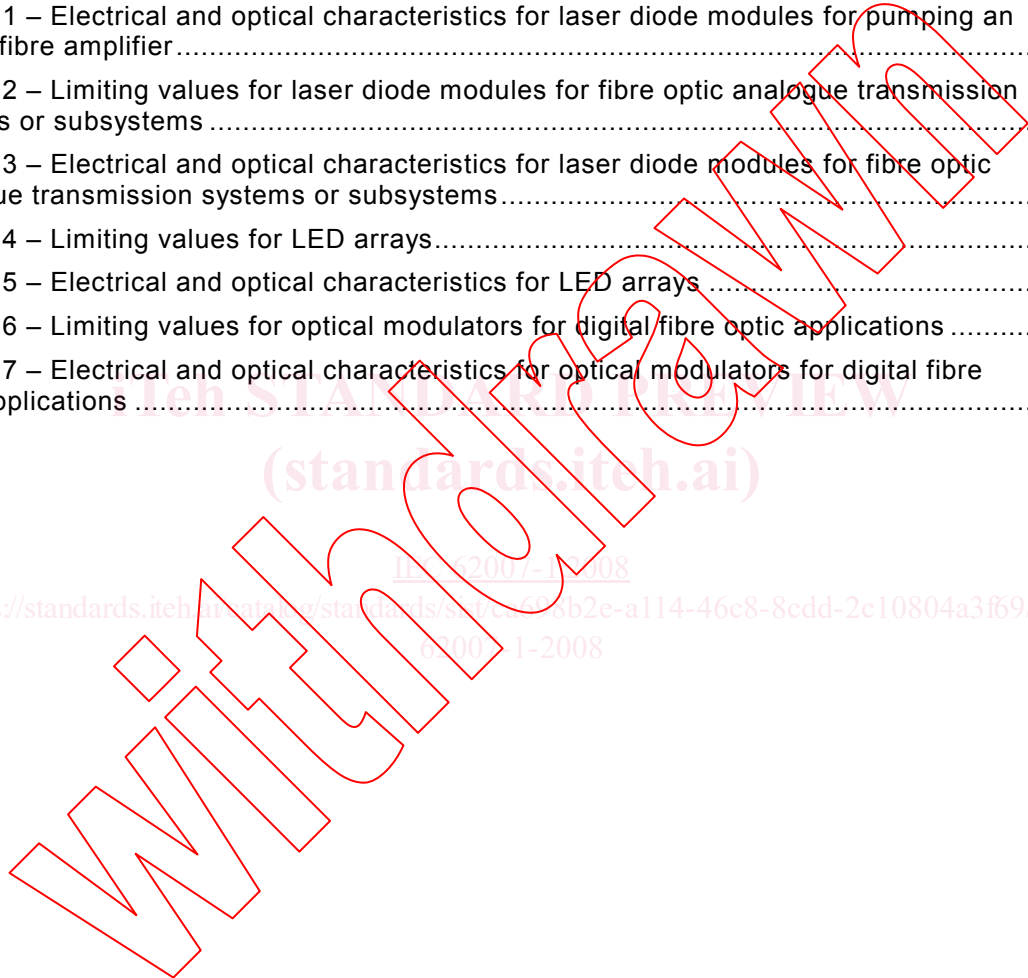 1 – Electrical and optical characteristics for laser diode modules for pumping an
fibre amplifier
2 – Limiting values for laser diode modules for fibre optic analogue transmission
s or subsystems
3 – Electrical and optical characteristics for laser diode modules for fibre optic
ue transmission systems or subsystems
4 – Limiting values for LED arrays
5 – Electrical and optical characteristics for LED arrays
6 – Limiting values for optical modulators for digital fibre optic applications
7 – Electrical and optical characteristics for optical modulators for digital fibre
pplications
iTeh STANDARD PREVIEW
(standards.iteh.ai)
IEC 62007-1:2008
://standards.iteh.ai/catalog/standards/sist/ 8b2e-a114-46c8-8cdd-2c10804a3f69
62007-1-2008
withdrawn